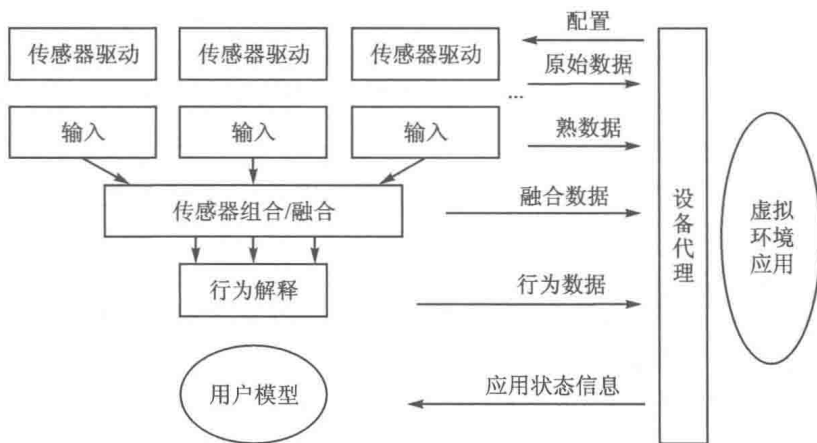 配置
传感器驱动 传感器驱动 传感器驱动
原始数据
...
输入 输入 输入
熟数据
传感器组合/融合
融合数据
行为解释
行为数据
用户模型
应用状态信息
设备代理
虚拟
环境
应用